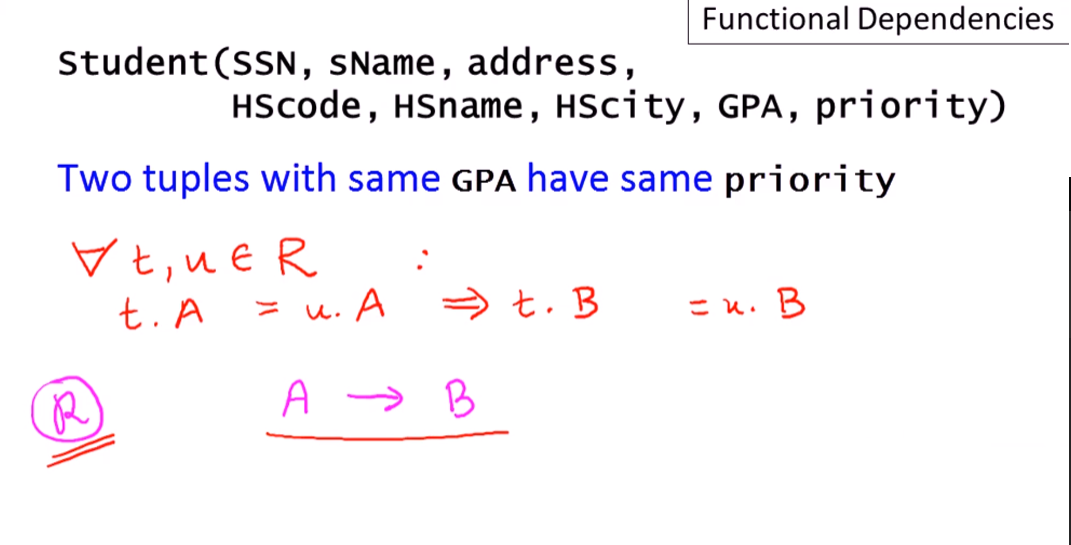 Functional Dependencies
Student(SSN, sName, address,
HScode, HSname, HScity, GPA, priority)
Two tuples with same GPA have same priority
∀ t, u ∈ R :
t. A = u. A ⇒ t. B = u. B
R A → B